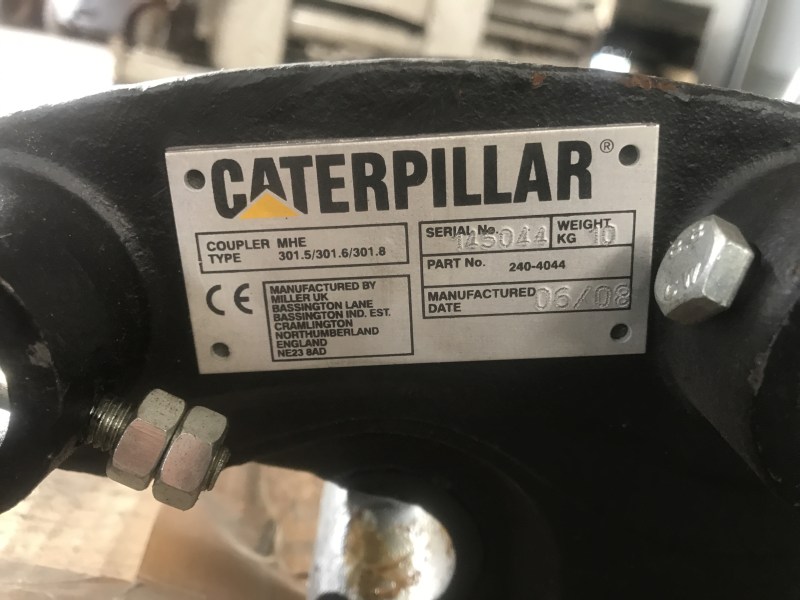 CATERPILLAR®
COUPLER MHE
TYPE 301.5/301.6/301.8
CE
MANUFACTURED BY
MILLER UK
BASSINGTON LANE
BASSINGTON IND. EST.
CRAMLINGTON
NORTHUMBERLAND
ENGLAND
NE23 8AD
SERIAL No. 145044
WEIGHT
KG 10
PART No. 240-4044
MANUFACTURED
DATE 06/08